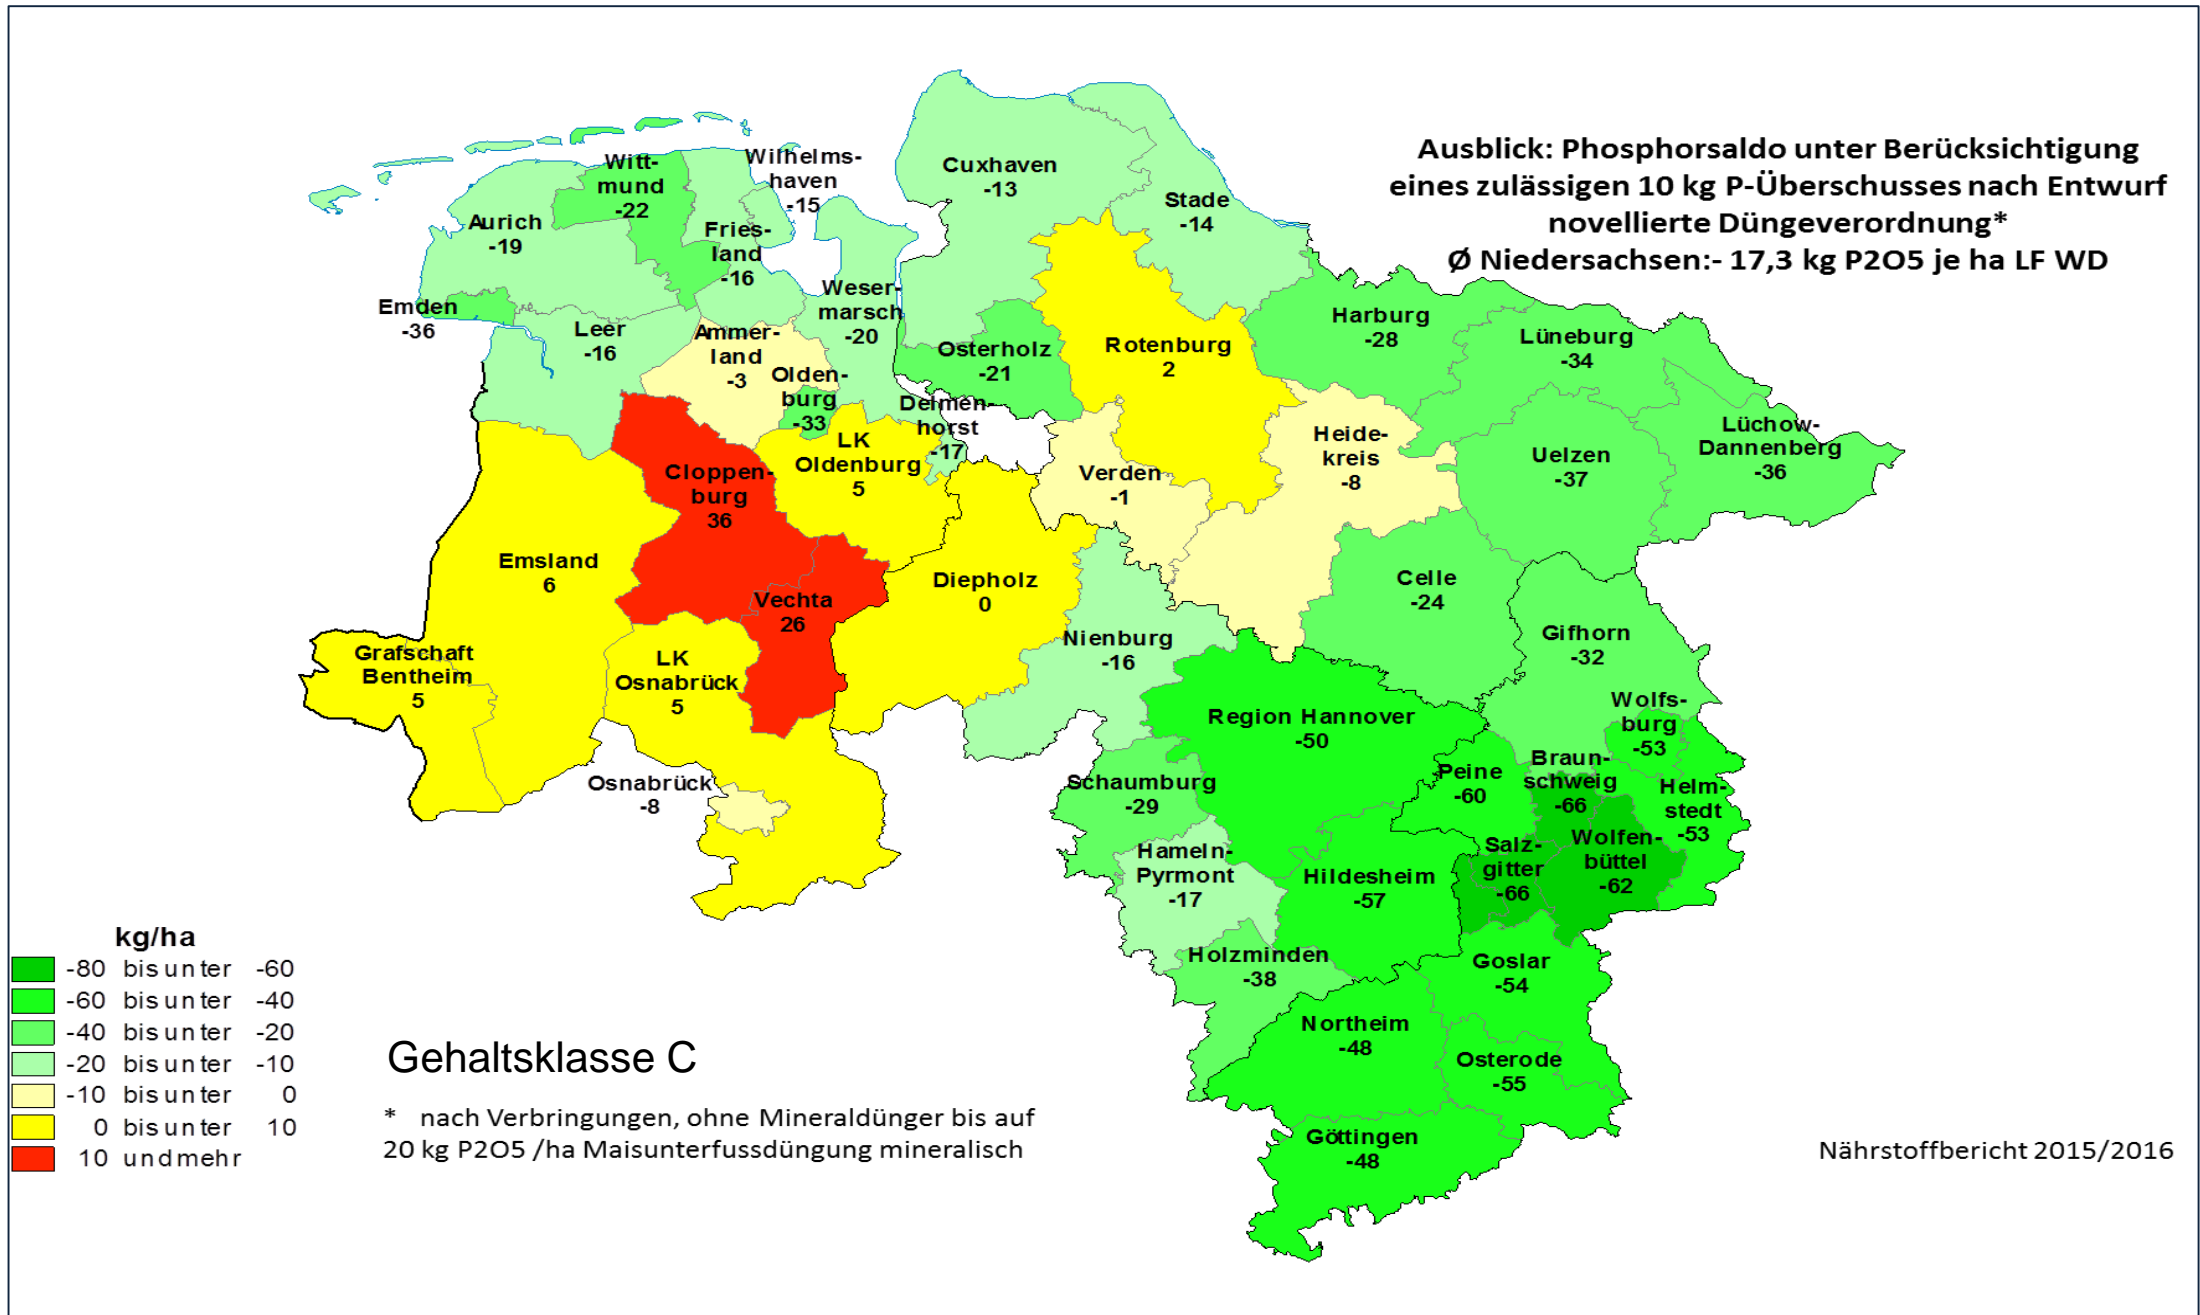 Ausblick: Phosphorsaldo unter Berücksichtigung
eines zulässigen 10 kg P-Überschusses nach Entwurf
novellierte Düngeverordnung*
Ø Niedersachsen:- 17,3 kg P2O5 je ha LF WD
Cuxhaven
-13
Stade
-14
Witt-
mund
-22
Wilhelms-
haven
-15
Aurich
-19
Fries-
land
-16
Emden
-36
Leer
-16
Weser-
marsch
-20
Ammer-
land
-3
Olden-
burg
-33
Osterholz
-21
Rotenburg
2
Harburg
-28
Lüneburg
-34
Delmen-
horst
-17
LK
Oldenburg
5
Cloppen-
burg
36
Verden
-1
Heide-
kreis
-8
Uelzen
-37
Lüchow-
Dannenberg
-36
Emsland
6
Vechta
26
Diepholz
0
Celle
-24
Nienburg
-16
Gifhorn
-32
Grafschaft
Bentheim
5
LK
Osnabrück
5
Region Hannover
-50
Wolfs-
burg
-53
Osnabrück
-8
Schaumburg
-29
Peine
-60
Braun-
schweig
-66
Helm-
stedt
-53
Hameln-
Pyrmont
-17
Hildesheim
-57
Salz-
gitter
-66
Wolfen-
büttel
-62
Holzminden
-38
Goslar
-54
Northeim
-48
Osterode
-55
Göttingen
-48
kg/ha
-80 bis unter -60
-60 bis unter -40
-40 bis unter -20
-20 bis unter -10
-10 bis unter 0
0 bis unter 10
10 und mehr
Gehaltsklasse C
* nach Verbringungen, ohne Mineraldünger bis auf
20 kg P2O5 /ha Maisunterfussdüngung mineralisch
Nährstoffbericht 2015/2016